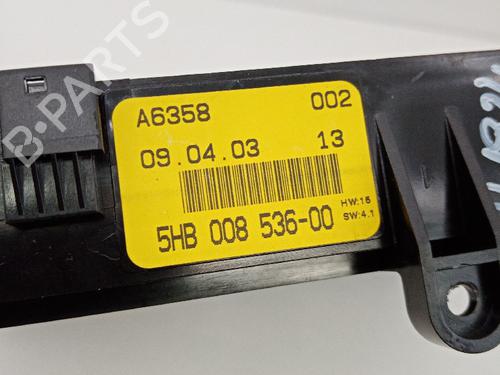 B-PARTS
A6358 002
09.04.03 13
5HB 008 536-00 HW:15
SW:4.1